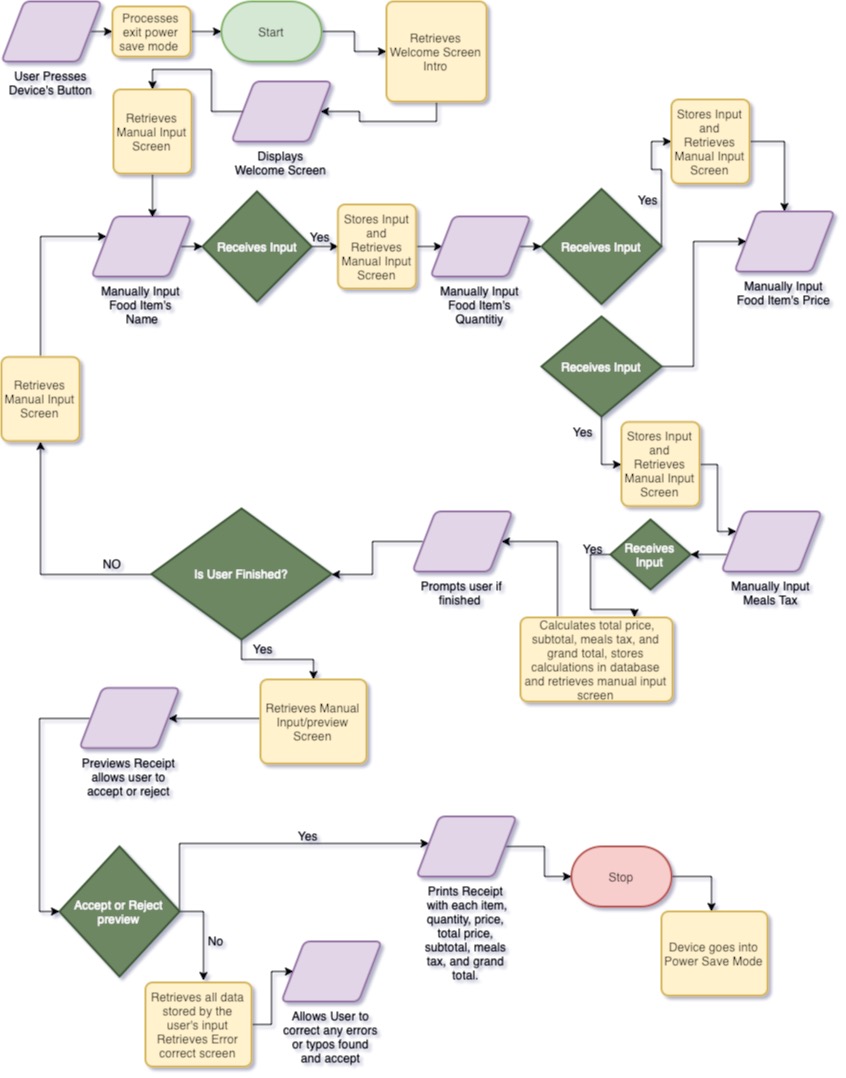 Processes
exit power
save mode
Start
Retrieves
Welcome Screen
Intro
User Presses
Device's Button
Retrieves
Manual Input
Screen
Displays
Welcome Screen
Stores Input
and
Retrieves
Manual Input
Screen
Yes
Receives Input
Yes
Stores Input
and
Retrieves
Manual Input
Screen
Receives Input
Manually Input
Food Item's
Name
Manually Input
Food Item's
Quantitiy
Manually Input
Food Item's Price
Receives Input
Retrieves
Manual Input
Screen
Yes
Stores Input
and
Retrieves
Manual Input
Screen
NO
Is User Finished?
Prompts user if
finished
Yes
Receives
Input
Manually Input
Meals Tax
Calculates total price,
subtotal, meals tax, and
grand total, stores
calculations in database
and retrieves manual input
screen
Yes
Retrieves Manual
Input/preview
Screen
Previews Receipt
allows user to
accept or reject
Yes
Accept or Reject
preview
No
Prints Receipt
with each item,
quantity, price,
total price,
subtotal, meals
tax, and grand
total.
Stop
Device goes into
Power Save Mode
Retrieves all data
stored by the
user's input
Retrieves Error
correct screen
Allows User to
correct any errors
or typos found
and accept